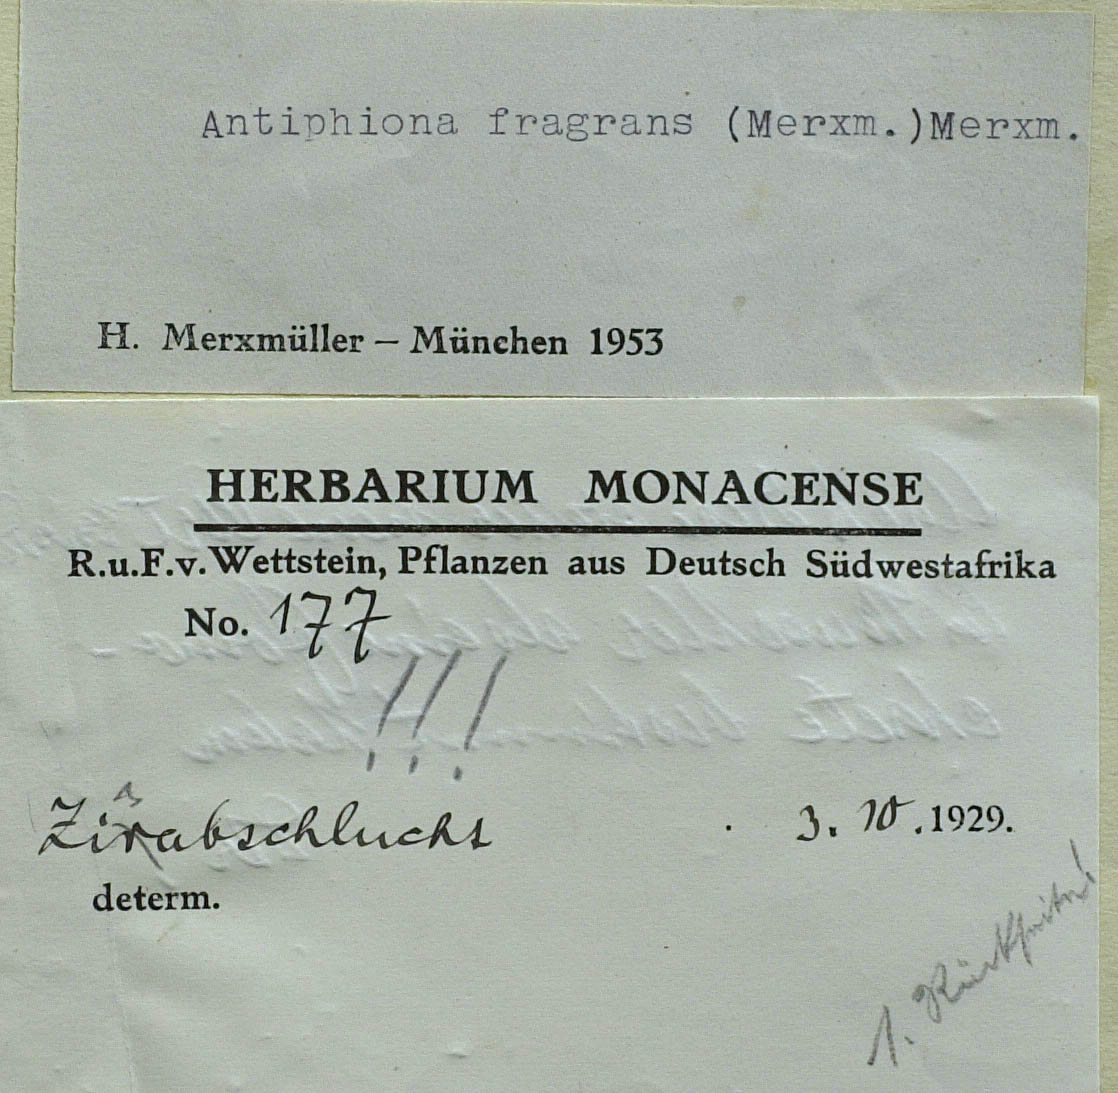 Antiphiona fragrans (Merxm.)Merxm.
H. Merxmüller – München 1953
HERBARIUM MONACENSE
R.u.F.v.Wettstein, Pflanzen aus Deutsch Südwestafrika
No. 177
!!!
Zirabschlucht
3. 10.1929.
determ.
s. Rückseite!